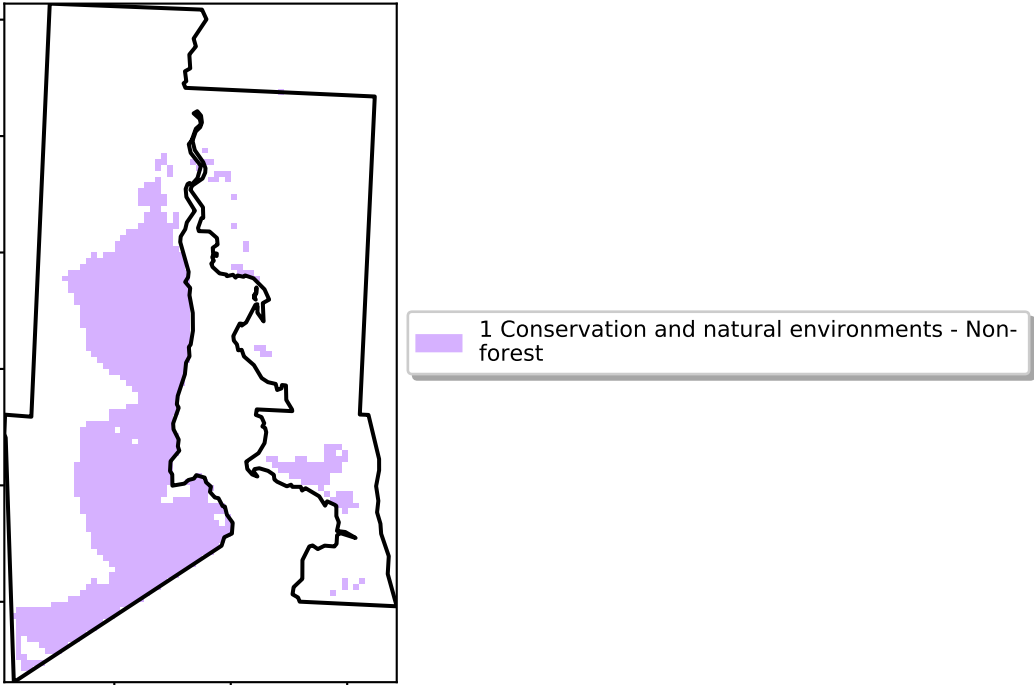 1 Conservation and natural environments - Non-
forest